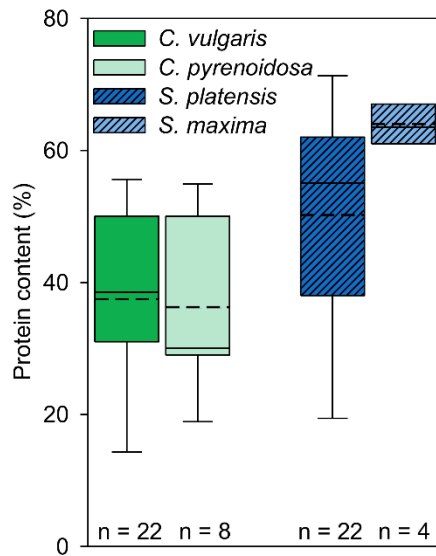 80
C. vulgaris
C. pyrenoidosa
S. platensis
S. maxima
60
Protein content (%)
40
20
n = 22 n = 8 n = 22 n = 4
0